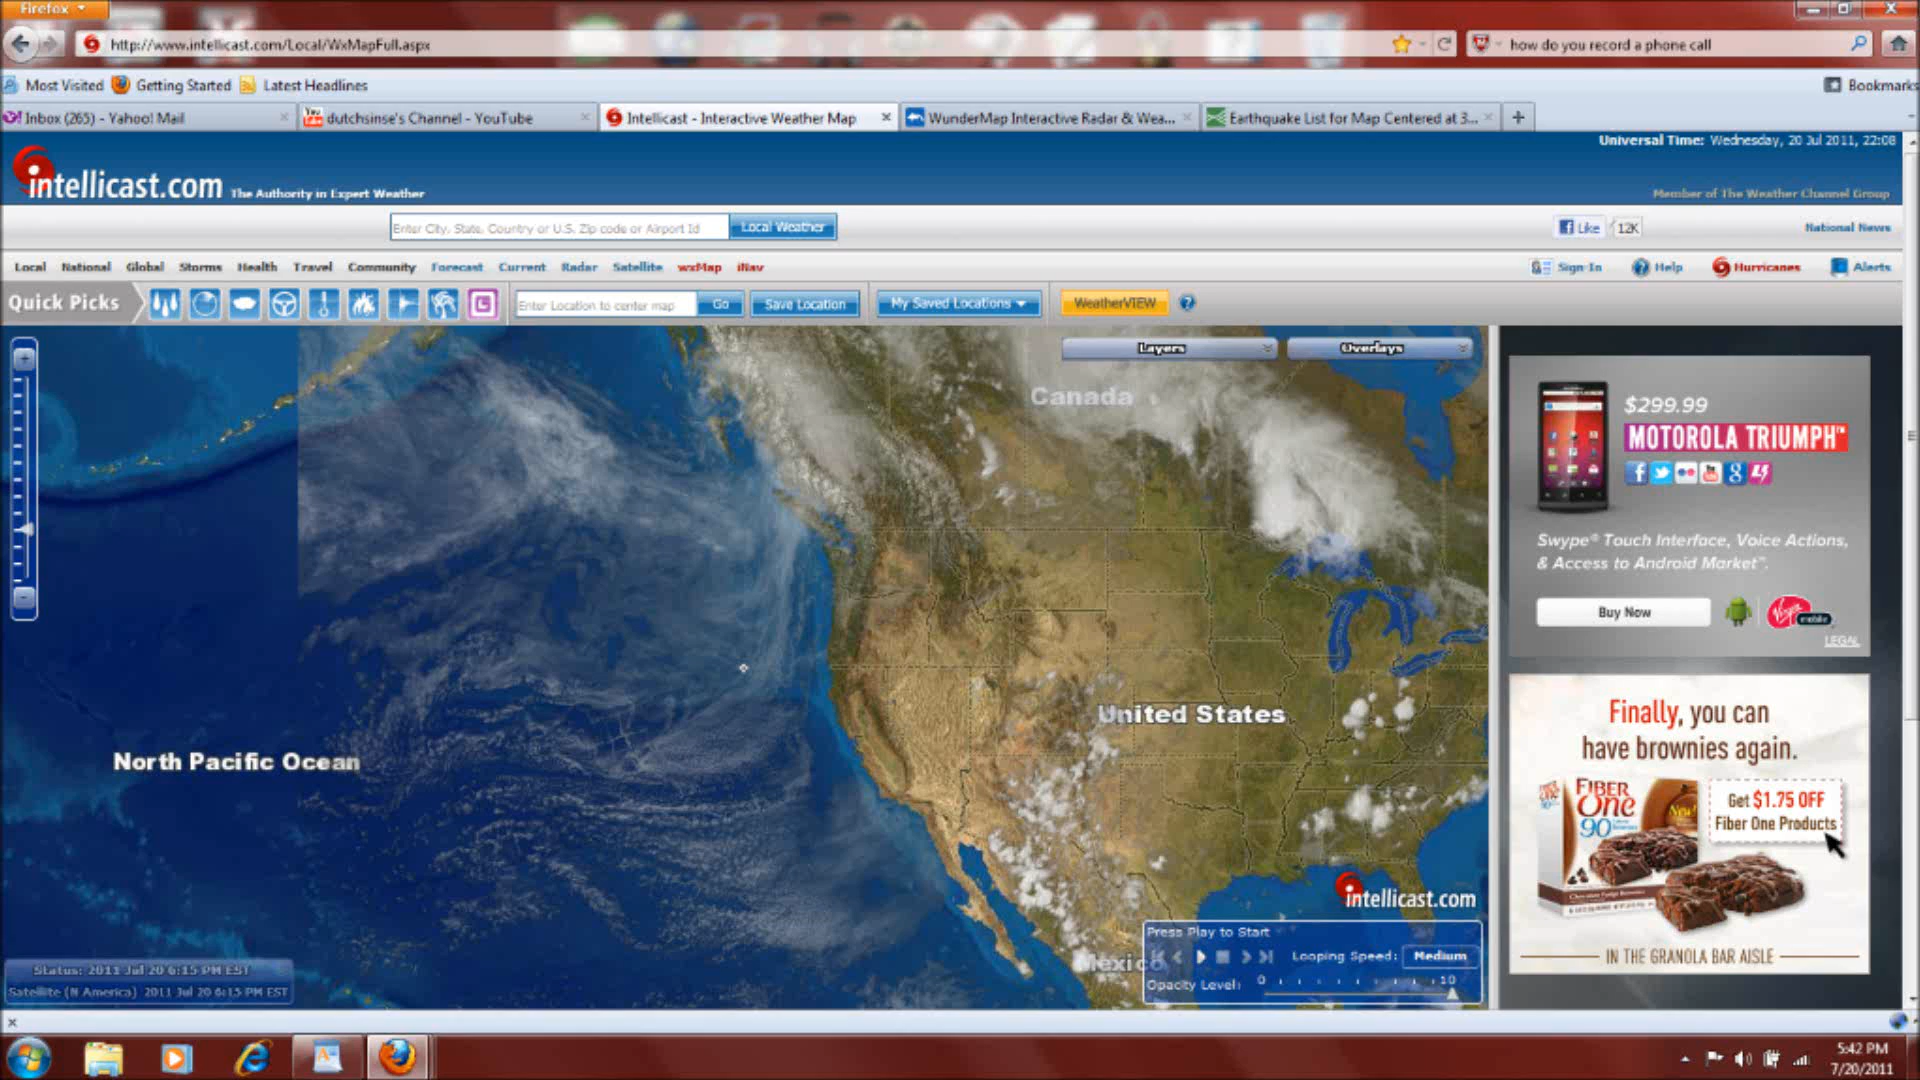 Firefox
http://www.intellicast.com/Local/WxMapFull.aspx
how do you record a phone call
Most Visited Getting Started Latest Headlines
Bookmarks
Inbox (265) - Yahoo! Mail
dutchsinse's Channel - YouTube
Intellicast - Interactive Weather Map
WunderMap Interactive Radar & Wea...
Earthquake List for Map Centered at 3...
Universal Time: Wednesday, 20 Jul 2011, 22:08
intellicast.com The Authority in Expert Weather
Member of The Weather Channel Group
Enter City, State, Country or U.S. Zip code or Airport Id
Local Weather
Like 12K
National News
Local National Global Storms Health Travel Community Forecast Current Radar Satellite wxMap iNav
Sign-In Help Hurricanes Alerts
Quick Picks
Enter Location to center map
Go
Save Location
My Saved Locations
WeatherVIEW
Layers
Overlays
Canada
United States
North Pacific Ocean
Mexico
intellicast.com
Press Play to Start
Looping Speed: Medium
Opacity Level: 0 10
Status: 2011 Jul 20 6:15 PM EST
Satellite (N America) 2011 Jul 20 6:15 PM EST
$299.99
MOTOROLA TRIUMPH™
Swype® Touch Interface, Voice Actions,
& Access to Android Market™.
Buy Now
Virgin mobile
LEGAL
Finally, you can
have brownies again.
FIBER One
90
New!
Get $1.75 OFF
Fiber One Products
IN THE GRANOLA BAR AISLE
5:42 PM
7/20/2011